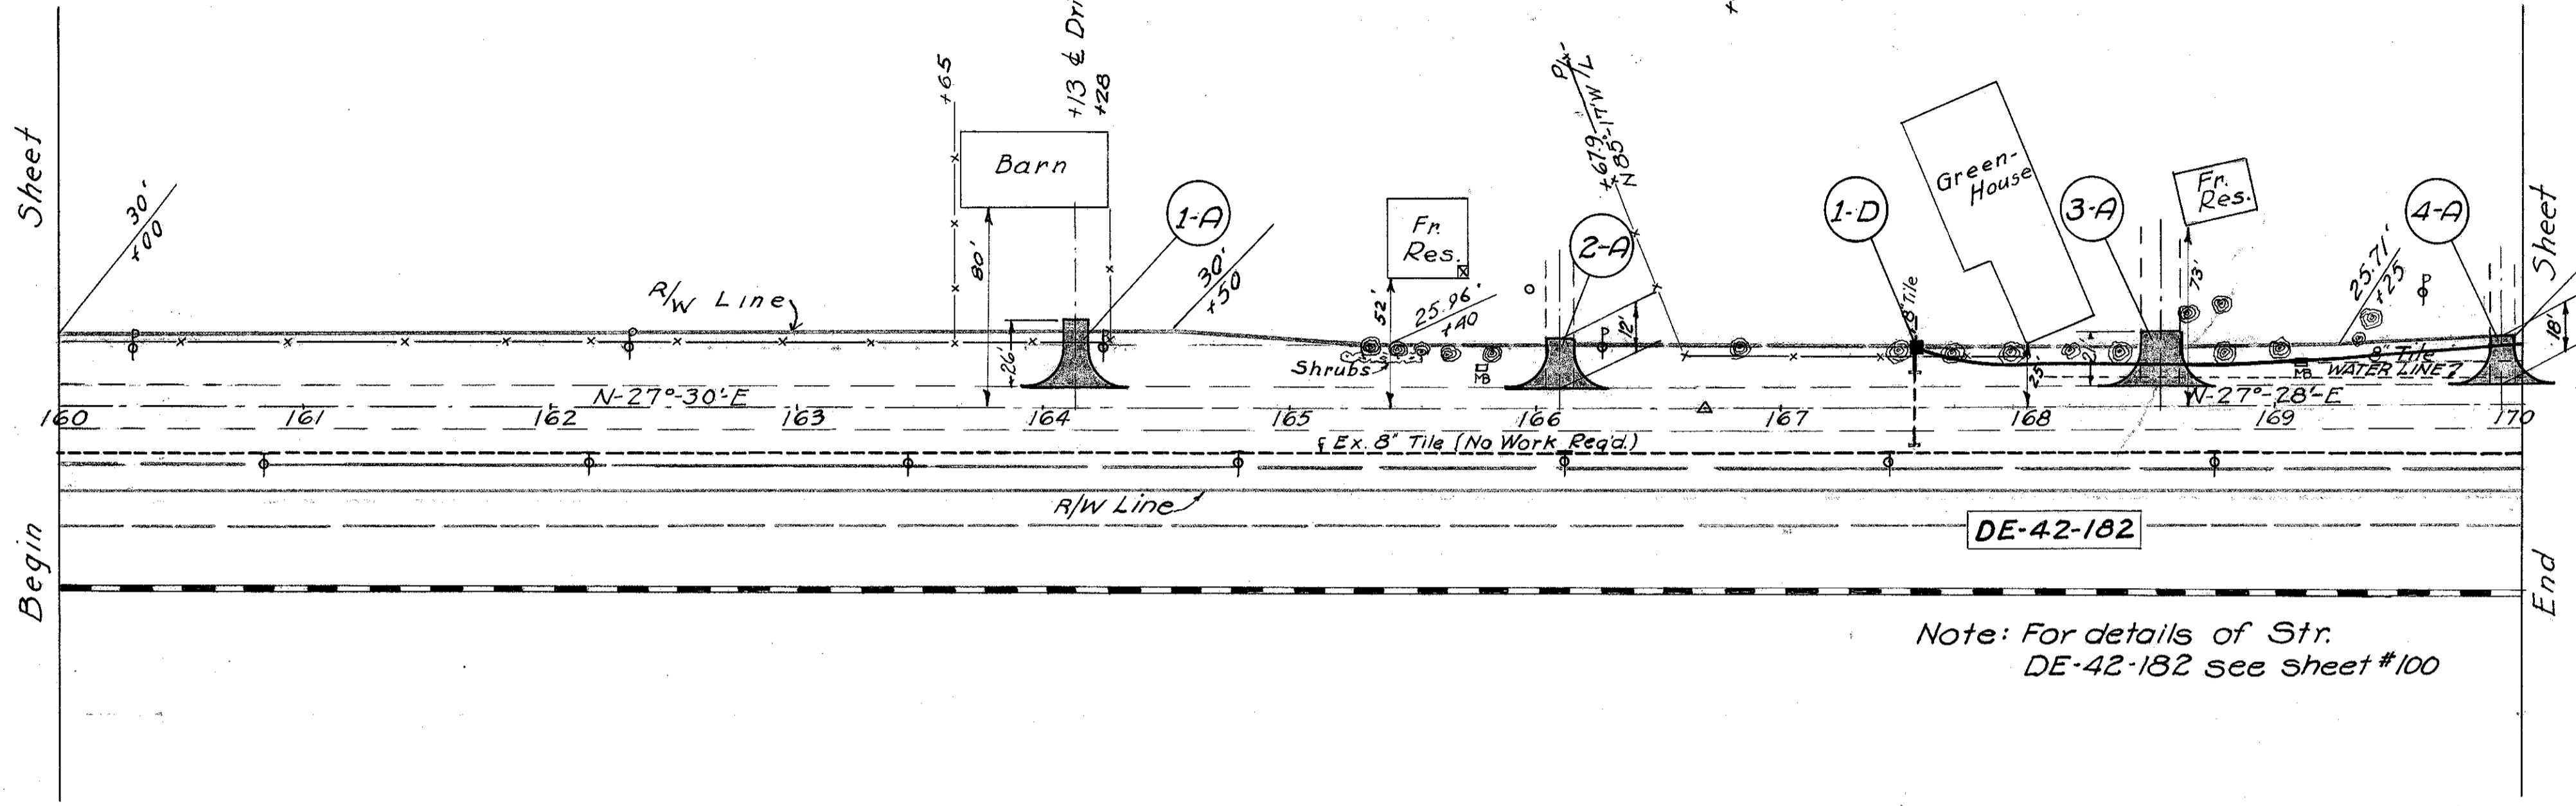 Sheet
Begin
30'
+00
R/W Line
+65
Barn
80'
+13 ℄ Dri
+28
26'
1-A
30'
+50
Fr.
Res.
52'
25.96'
+40
Shrubs
MB
2-A
12'
P/L
+67.9
N 85°-17'W
1-D
8" Tile
Green-
House
25'
3-A
21'
Fr.
Res.
73'
25.71'
+25
4-A
18'
8" Tile
MB
WATER LINE
N-27°-30'-E
N-27°-28'-E
160 161 162 163 164 165 166 167 168 169 170
℄ Ex. 8" Tile (No Work Req'd.)
R/W Line
DE-42-182
Note: For details of Str.
DE-42-182 see sheet #100
Sheet
End